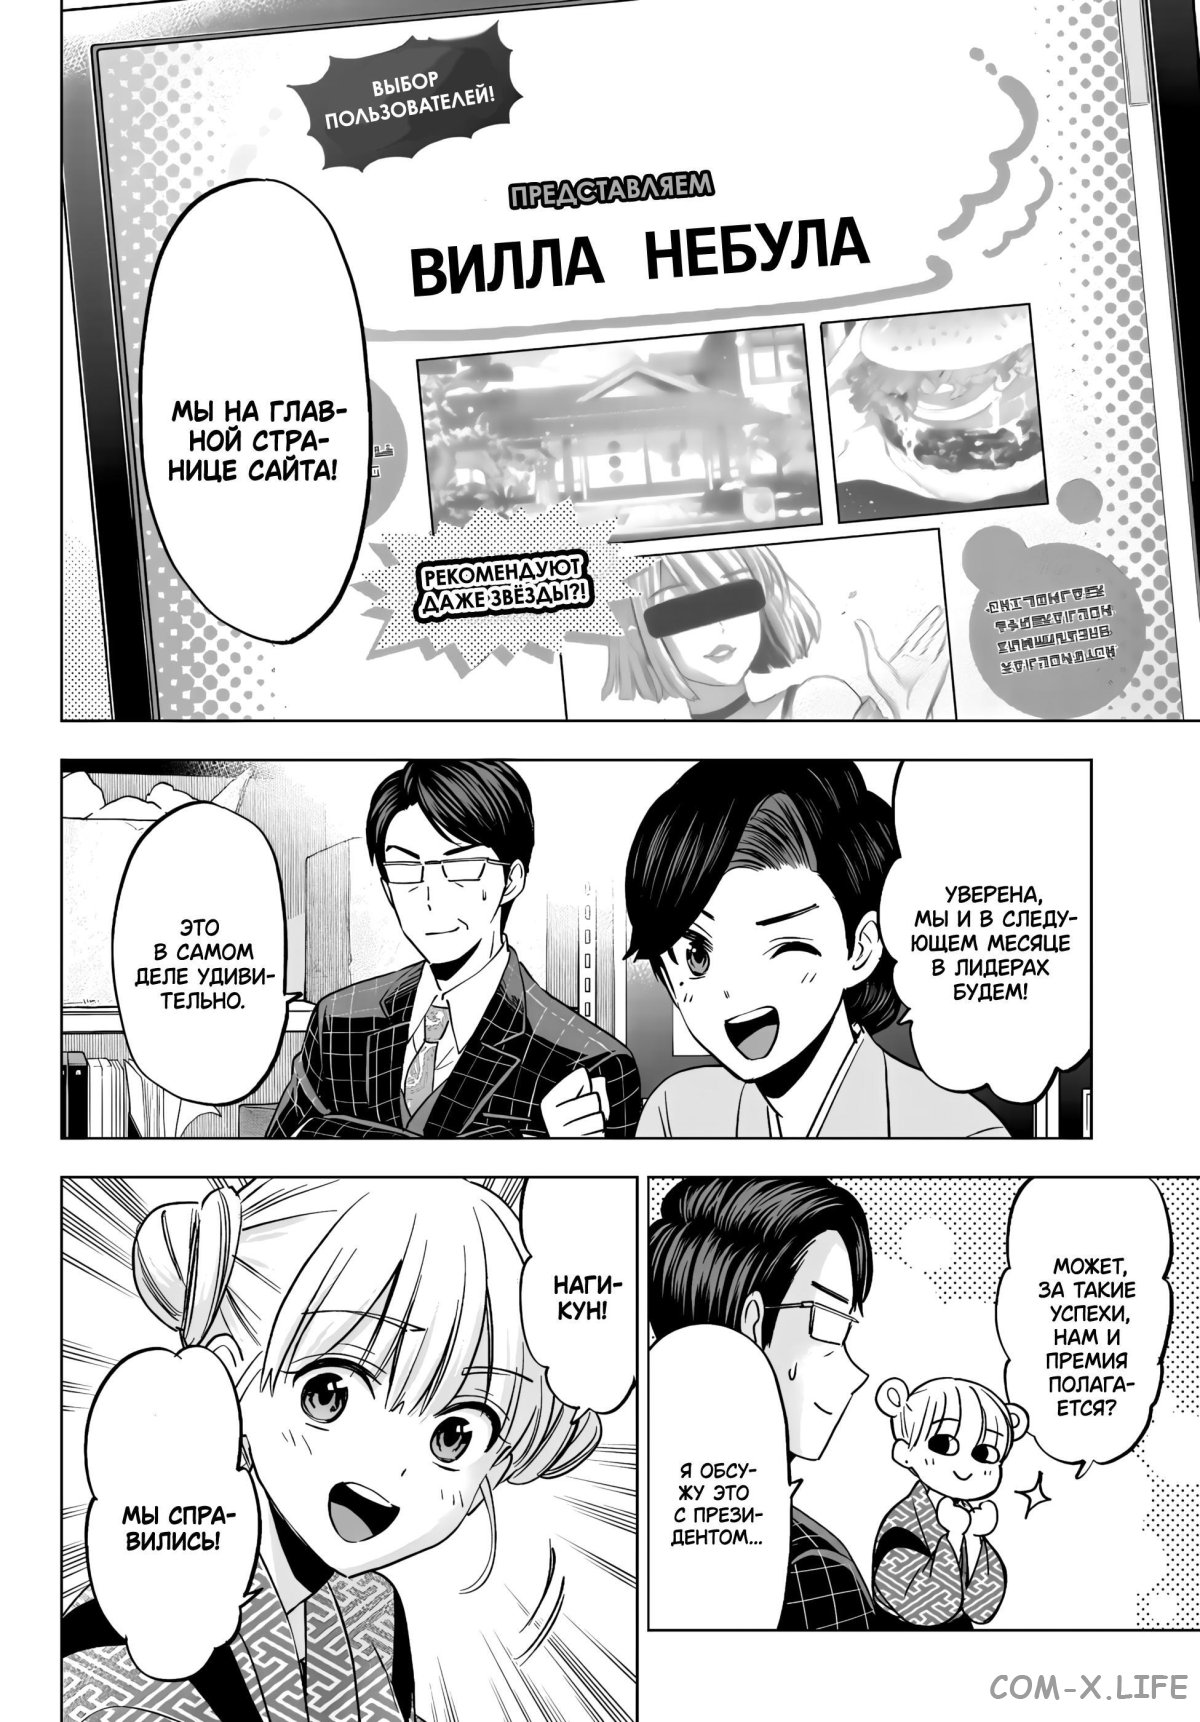 ВЫБОР
ПОЛЬЗОВАТЕЛЕЙ!
ПРЕДСТАВЛЯЕМ
ВИЛЛА НЕБУЛА
МЫ НА ГЛАВ-
НОЙ СТРА-
НИЦЕ САЙТА!
РЕКОМЕНДУЮТ
ДАЖЕ ЗВЁЗДЫ?!
УВЕРЕНА,
МЫ И В СЛЕДУ-
ЮЩЕМ МЕСЯЦЕ
В ЛИДЕРАХ
БУДЕМ!
ЭТО
В САМОМ
ДЕЛЕ УДИВИ-
ТЕЛЬНО.
МОЖЕТ,
ЗА ТАКИЕ
УСПЕХИ,
НАМ И
ПРЕМИЯ
ПОЛАГА-
ЕТСЯ?
Я ОБСУ-
ЖУ ЭТО
С ПРЕЗИ-
ДЕНТОМ...
НАГИ-
КУН!
МЫ СПРА-
ВИЛИСЬ!
COM-X.LIFE